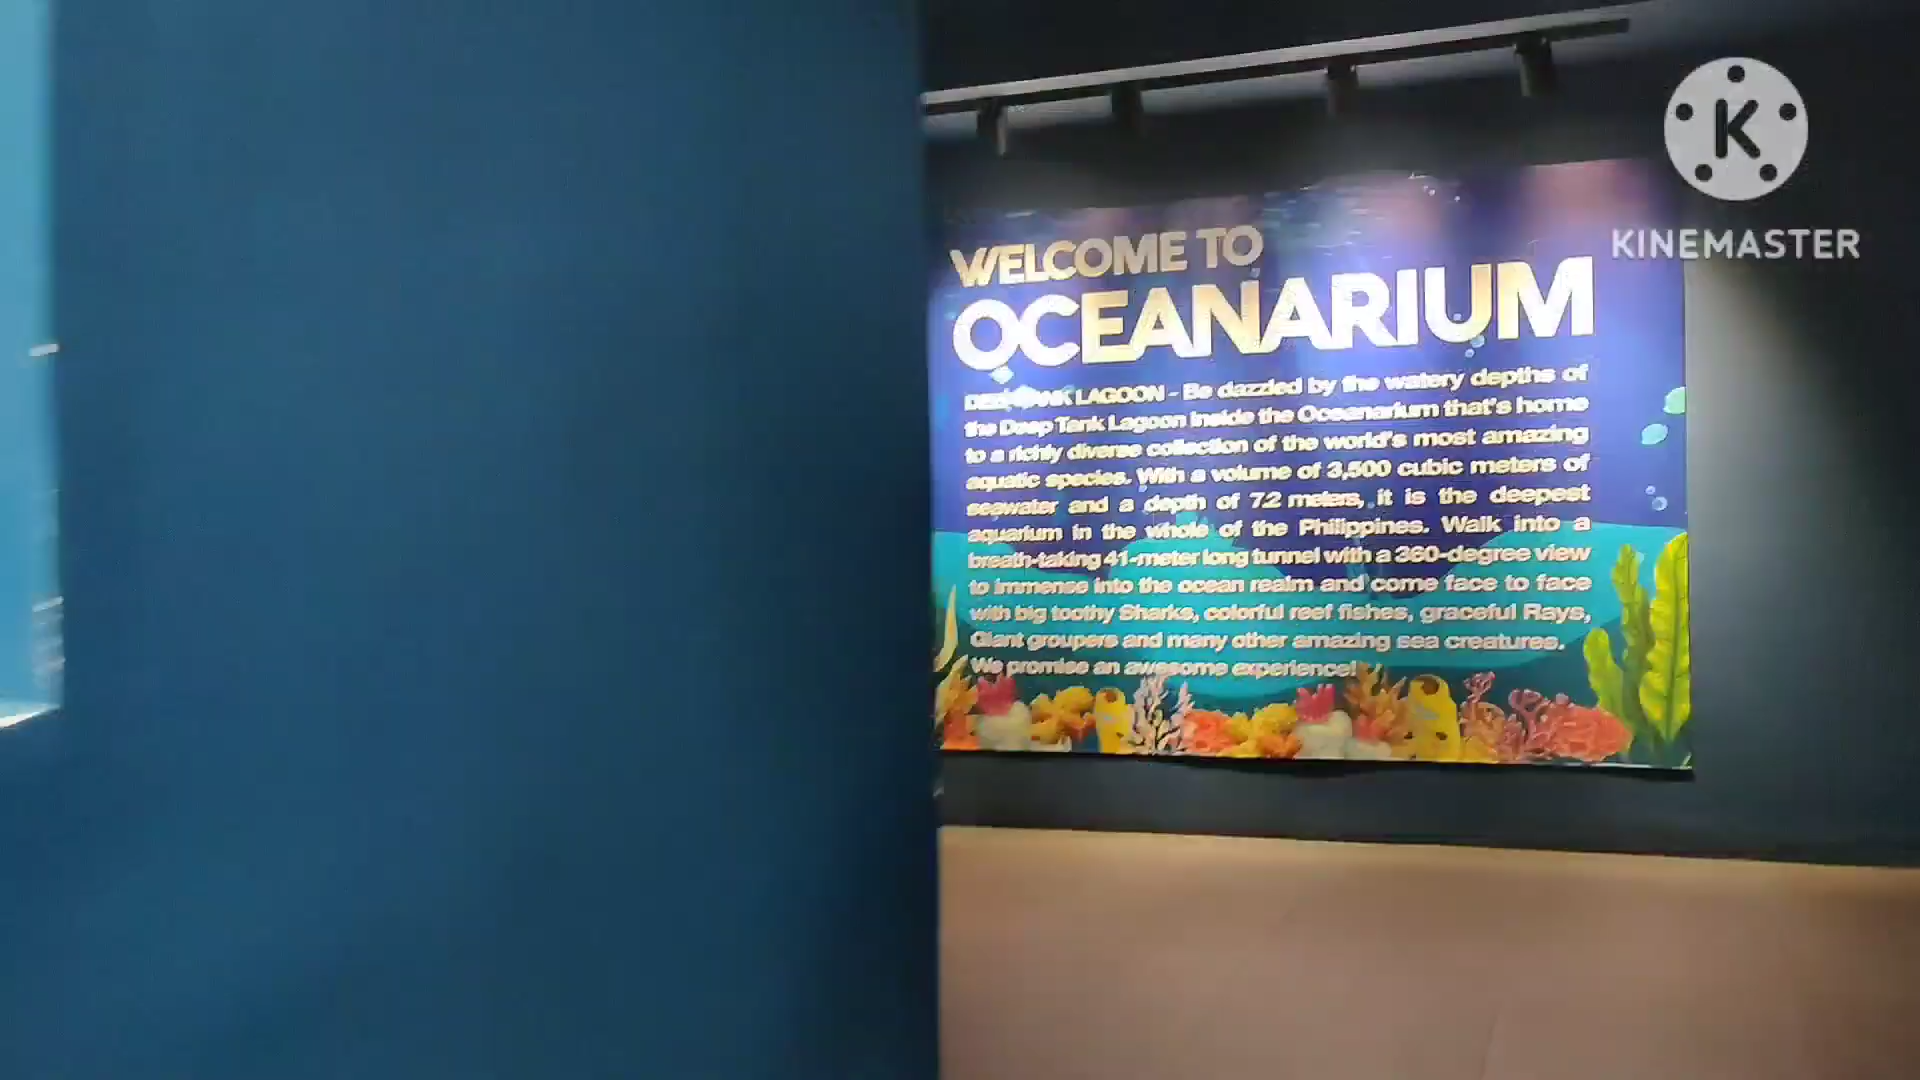 WELCOME TO
OCEANARIUM
DEEP TANK LAGOON - Be dazzled by the watery depths of
the Deep Tank Lagoon inside the Oceanarium that's home
to a richly diverse collection of the world's most amazing
aquatic species. With a volume of 3,500 cubic meters of
seawater and a depth of 7.2 meters, it is the deepest
aquarium in the whole of the Philippines. Walk into a
breath-taking 41-meter long tunnel with a 360-degree view
to immense into the ocean realm and come face to face
with big toothy Sharks, colorful reef fishes, graceful Rays,
Giant groupers and many other amazing sea creatures.
We promise an awesome experience!
K
KINEMASTER